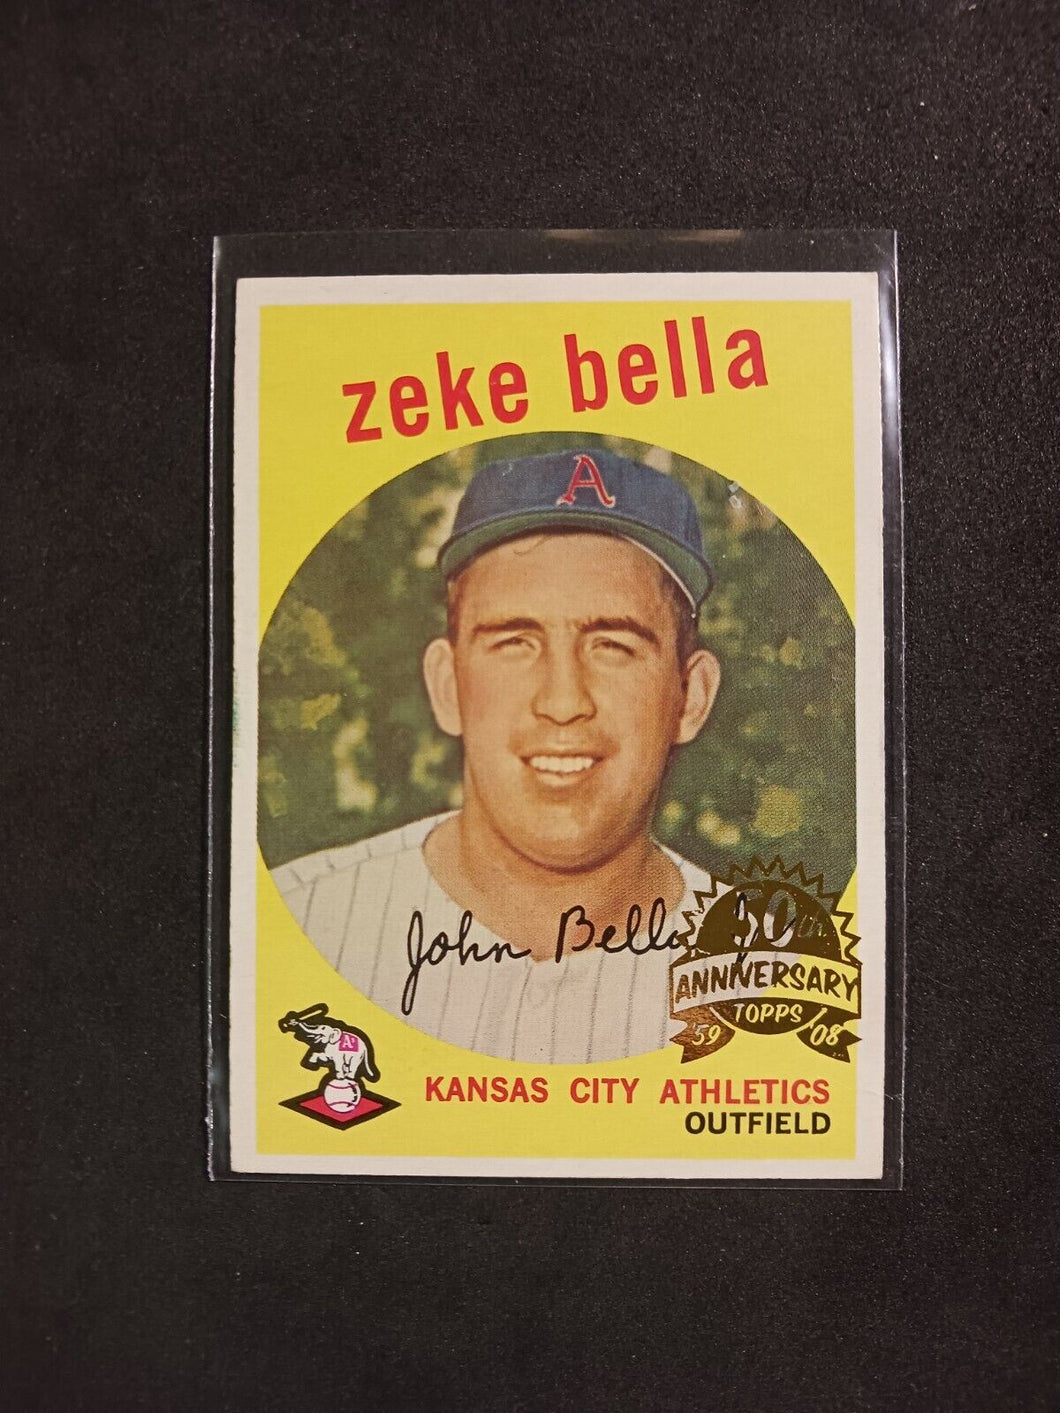 zeke bella
A
John Bella
50th
ANNIVERSARY
TOPPS
'59 '08
A's
KANSAS CITY ATHLETICS
OUTFIELD